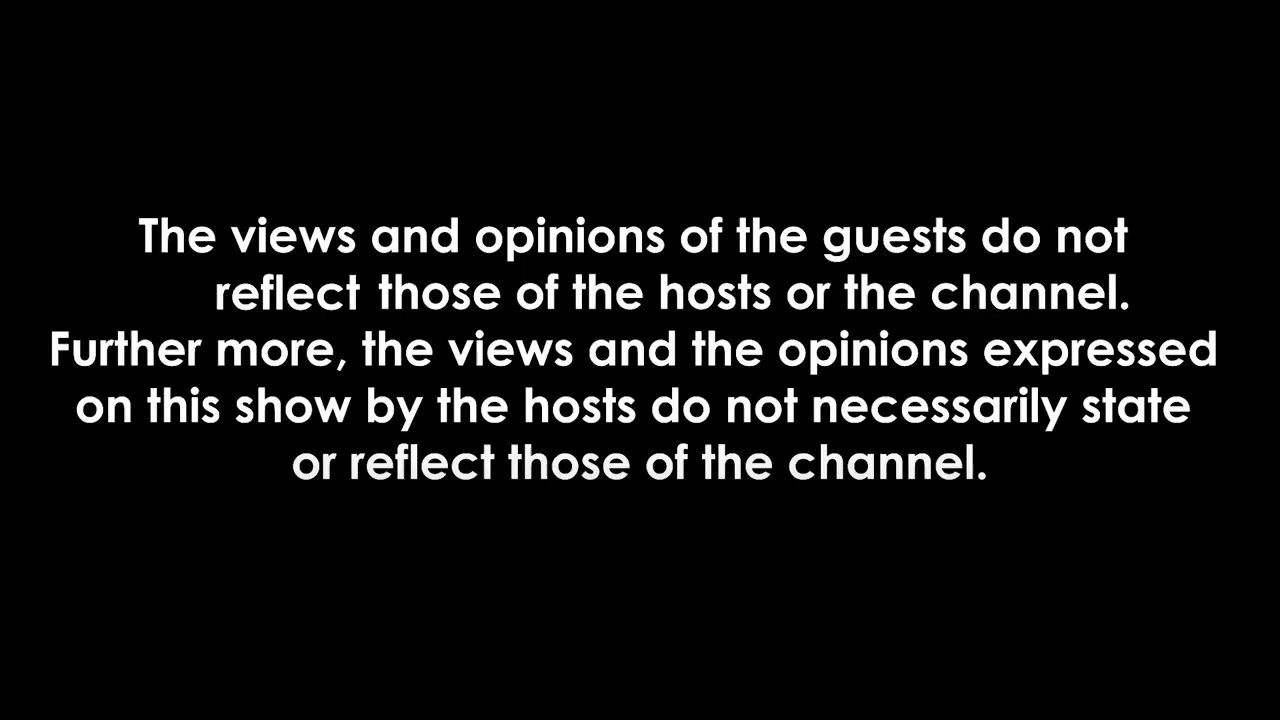 The views and opinions of the guests do not
reflect those of the hosts or the channel.
Further more, the views and the opinions expressed
on this show by the hosts do not necessarily state
or reflect those of the channel.